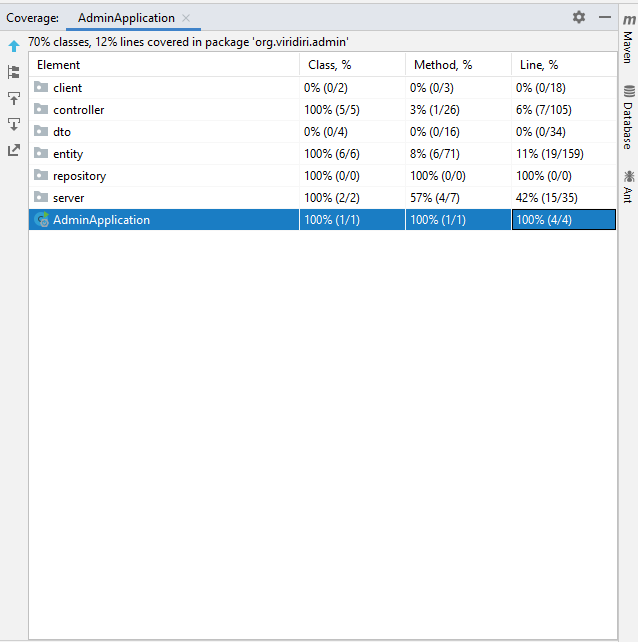 Coverage: AdminApplication
70% classes, 12% lines covered in package 'org.viridiri.admin'
Element Class, % Method, % Line, %
client 0% (0/2) 0% (0/3) 0% (0/18)
controller 100% (5/5) 3% (1/26) 6% (7/105)
dto 0% (0/4) 0% (0/16) 0% (0/34)
entity 100% (6/6) 8% (6/71) 11% (19/159)
repository 100% (0/0) 100% (0/0) 100% (0/0)
server 100% (2/2) 57% (4/7) 42% (15/35)
AdminApplication 100% (1/1) 100% (1/1) 100% (4/4)
m Maven
Database
Ant